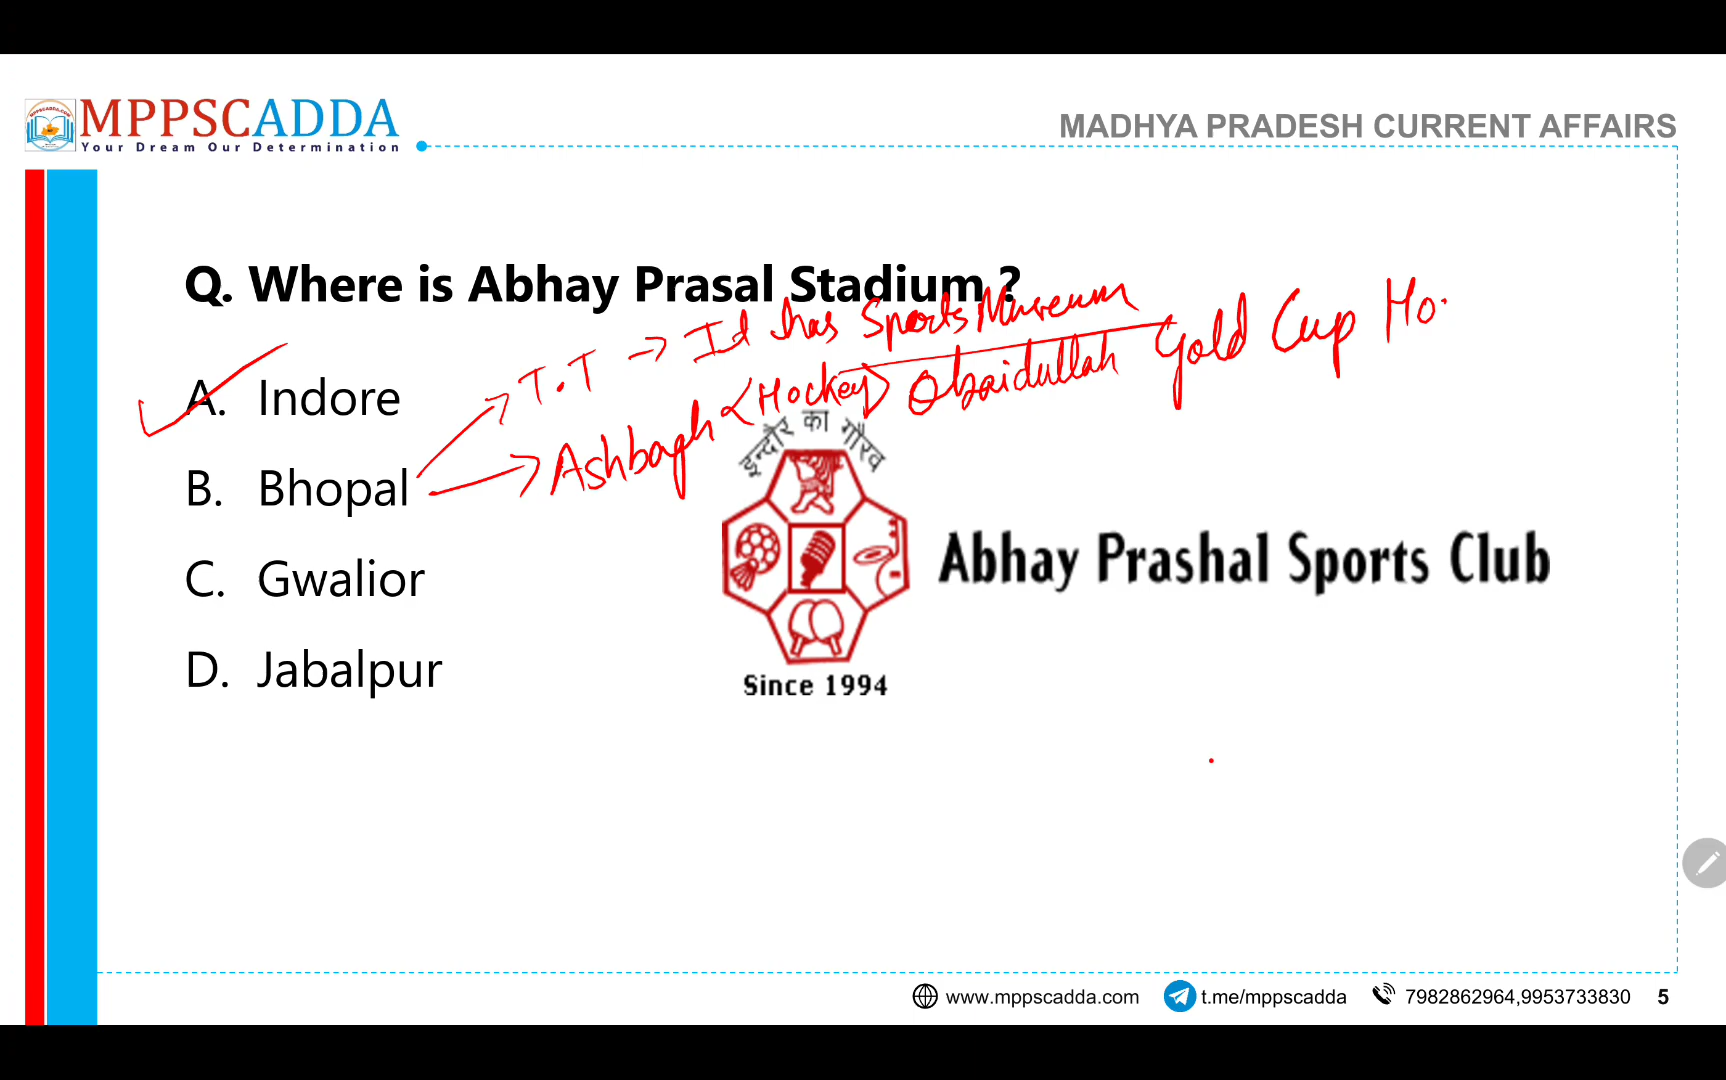 MPPSCADDA
Your Dream Our Determination
MADHYA PRADESH CURRENT AFFAIRS
Q. Where is Abhay Prasal Stadium ?
T.T → It has Sports Museum
A. Indore
Ashbagh (Hockey) Obaidullah Gold Cup Ho
B. Bhopal
C. Gwalior
D. Jabalpur
इन्दौर का गौरव
Abhay Prashal Sports Club
Since 1994
www.mppscadda.com t.me/mppscadda 7982862964,9953733830 5